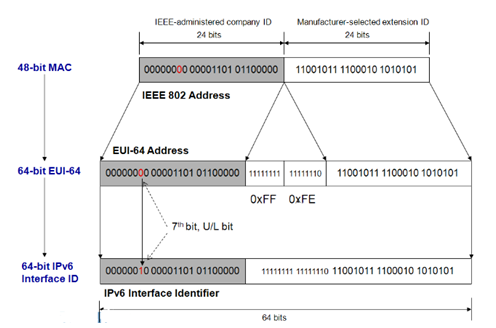 IEEE-administered company ID
Manufacturer-selected extension ID
24 bits
24 bits
48-bit MAC
00000000 00001101 01100000
11001011 1100010 1010101
IEEE 802 Address
EUI-64 Address
64-bit EUI-64
00000000 00001101 01100000
11111111
11111110
11001011 1100010 1010101
0xFF
0xFE
7th bit, U/L bit
64-bit IPv6
Interface ID
00000010 00001101 01100000
11111111 11111110 11001011 1100010 1010101
IPv6 Interface Identifier
64 bits